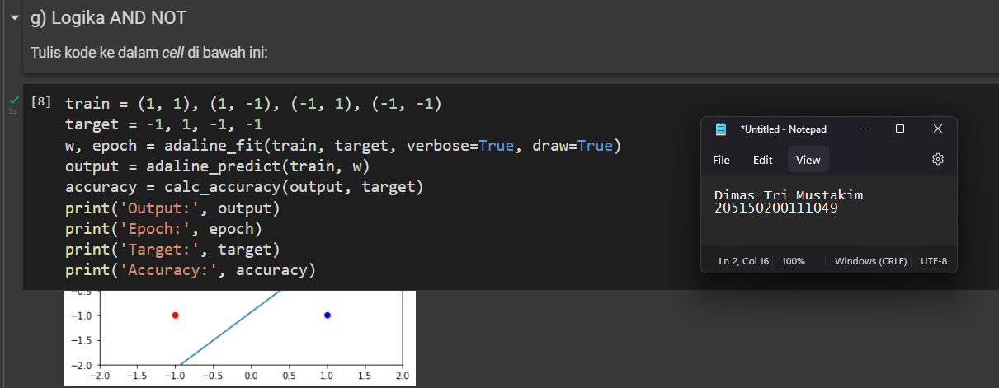 g) Logika AND NOT
Tulis kode ke dalam cell di bawah ini:
[8] train = (1, 1), (1, -1), (-1, 1), (-1, -1)
2s
target = -1, 1, -1, -1
w, epoch = adaline_fit(train, target, verbose=True, draw=True)
output = adaline_predict(train, w)
accuracy = calc_accuracy(output, target)
print('Output:', output)
print('Epoch:', epoch)
print('Target:', target)
print('Accuracy:', accuracy)
*Untitled - Notepad
File Edit View
Dimas Tri Mustakim
205150200111049
Ln 2, Col 16 100% Windows (CRLF) UTF-8
-0.5
-1.0
-1.5
-2.0
-2.0 -1.5 -1.0 -0.5 0.0 0.5 1.0 1.5 2.0